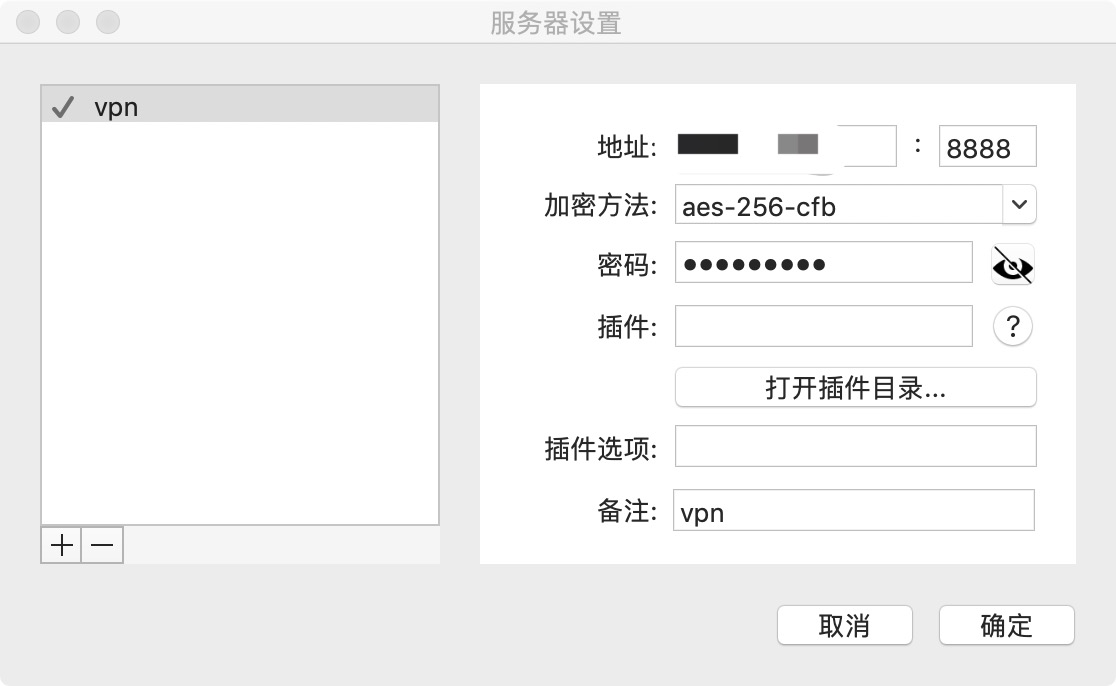 服务器设置
vpn
地址: : 8888
加密方法: aes-256-cfb
密码: ●●●●●●●●●
插件: ?
打开插件目录...
插件选项:
备注: vpn
取消 确定